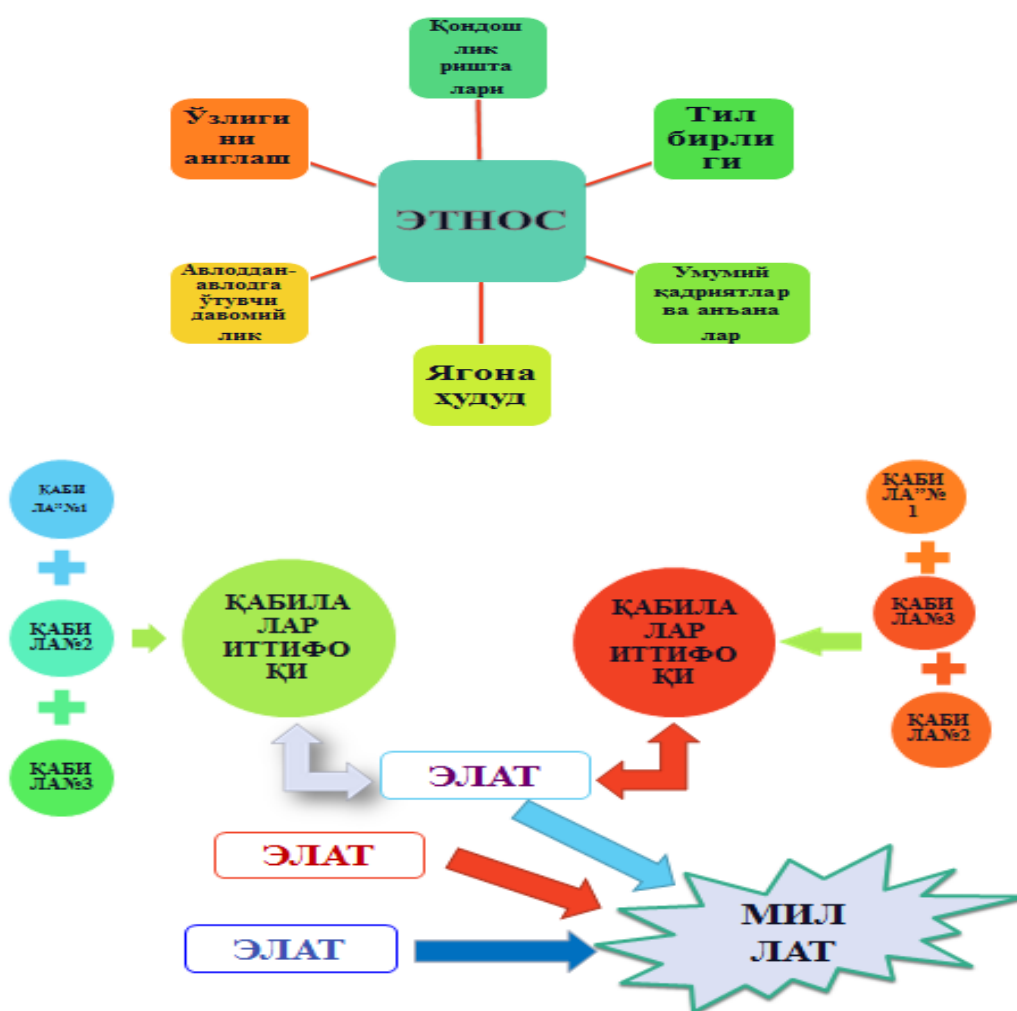 Қондош
лик
ришта
лари
Ўзлиги
ни
англаш
Тил
бирли
ги
ЭТНОС
Авлоддан-
авлодга
ўтувчи
давомий
лик
Умумий
қадриятлар
ва анъана
лар
Ягона
ҳудуд
ҚАБИ
ЛА”№1
ҚАБИ
ЛА”№
1
ҚАБИЛА
ЛАР
ИТТИФО
ҚИ
ҚАБИЛА
ЛАР
ИТТИФО
ҚИ
ҚАБИ
ЛА№2
ҚАБИ
ЛА№3
ҚАБИ
ЛА№3
ҚАБИ
ЛА№2
ЭЛАТ
ЭЛАТ
ЭЛАТ
МИЛ
ЛАТ